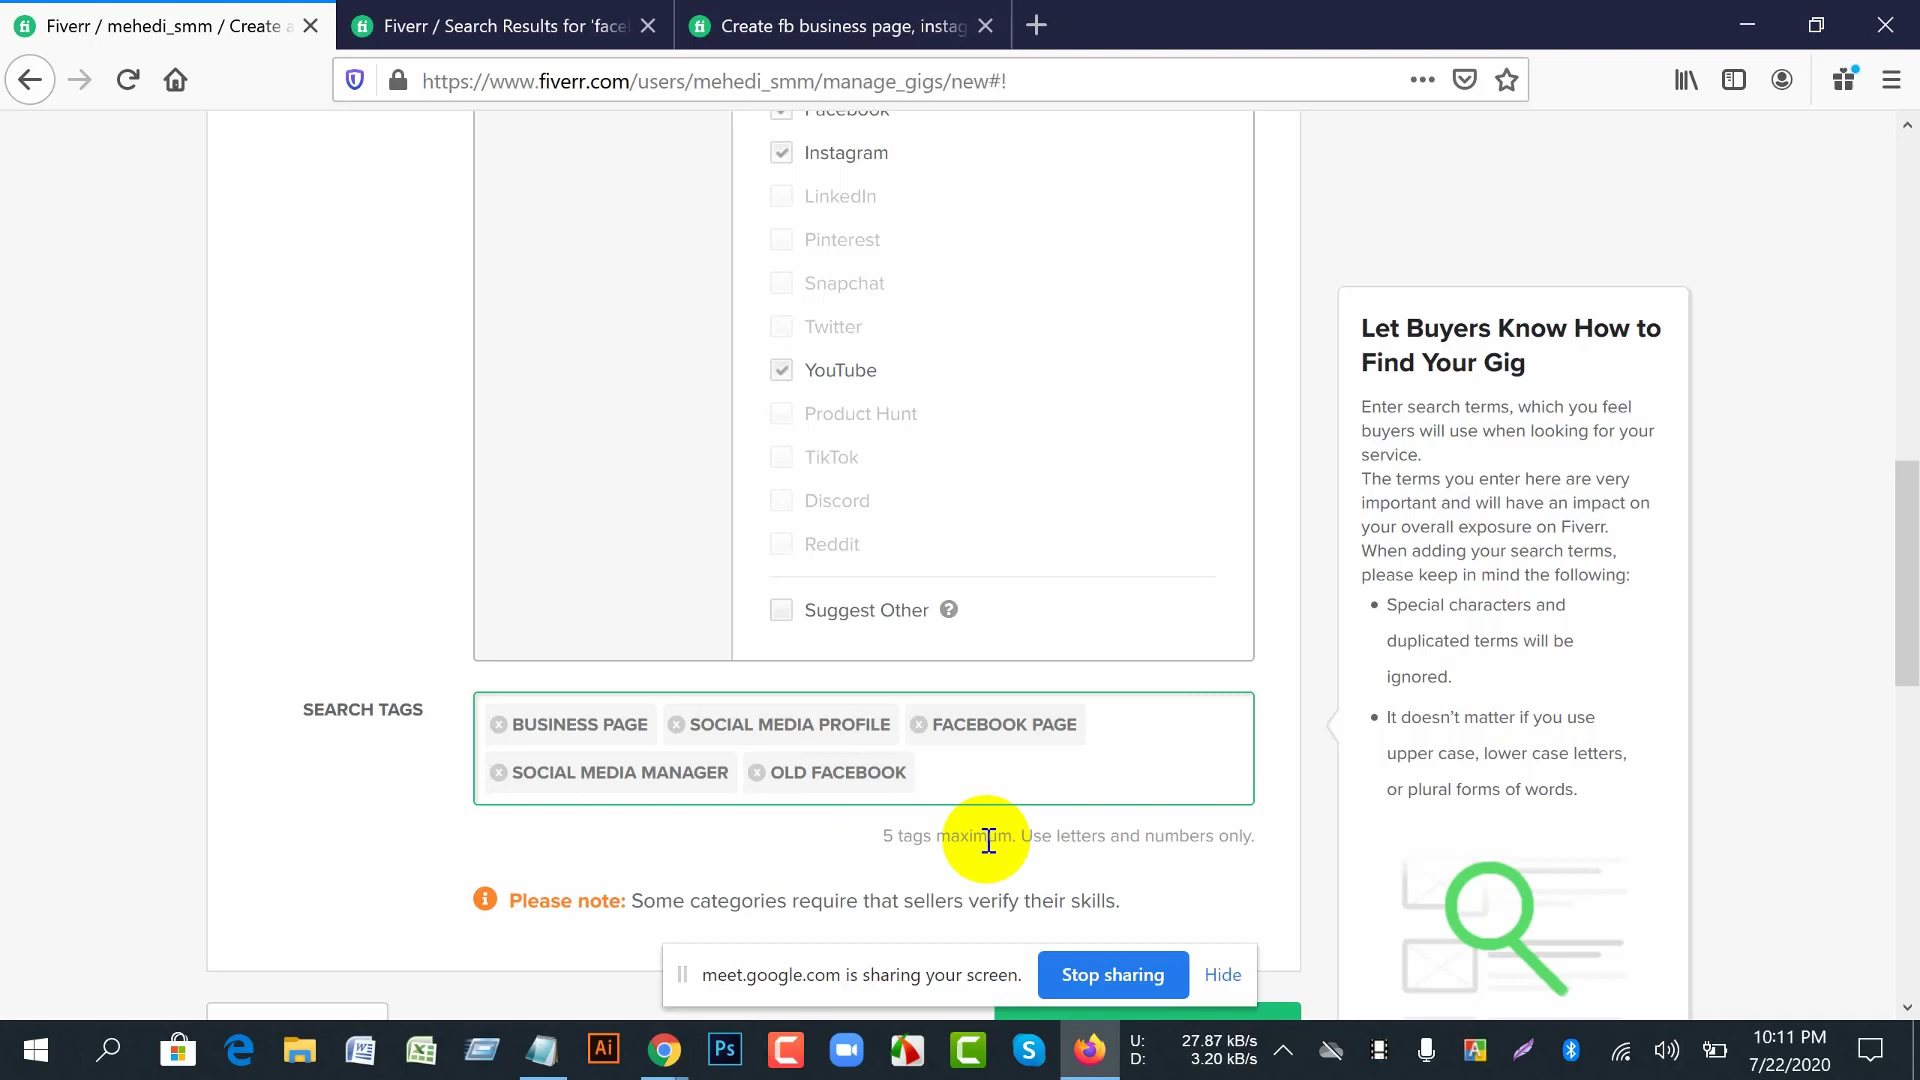 Fiverr / mehedi_smm / Create a
Fiverr / Search Results for 'facel
Create fb business page, instag
https://www.fiverr.com/users/mehedi_smm/manage_gigs/new#!
Facebook
Instagram
LinkedIn
Pinterest
Snapchat
Twitter
YouTube
Product Hunt
TikTok
Discord
Reddit
Suggest Other
SEARCH TAGS
BUSINESS PAGE
SOCIAL MEDIA PROFILE
FACEBOOK PAGE
SOCIAL MEDIA MANAGER
OLD FACEBOOK
5 tags maximum. Use letters and numbers only.
Please note: Some categories require that sellers verify their skills.
Let Buyers Know How to
Find Your Gig
Enter search terms, which you feel
buyers will use when looking for your
service.
The terms you enter here are very
important and will have an impact on
your overall exposure on Fiverr.
When adding your search terms,
please keep in mind the following:
Special characters and
duplicated terms will be
ignored.
It doesn't matter if you use
upper case, lower case letters,
or plural forms of words.
meet.google.com is sharing your screen.
Stop sharing
Hide
U: 27.87 kB/s
D: 3.20 kB/s
10:11 PM
7/22/2020